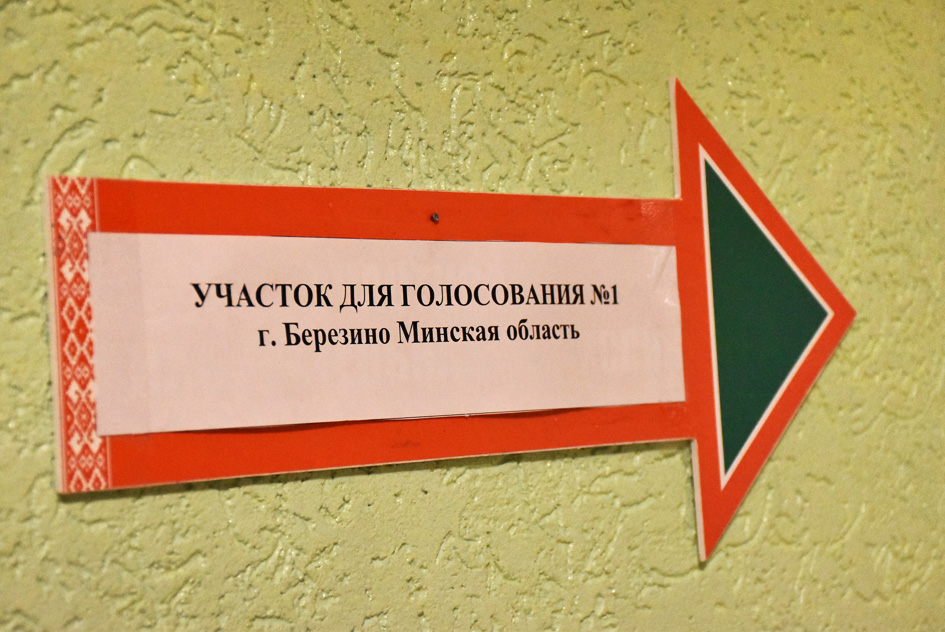 УЧАСТОК ДЛЯ ГОЛОСОВАНИЯ №1
г. Березино Минская область